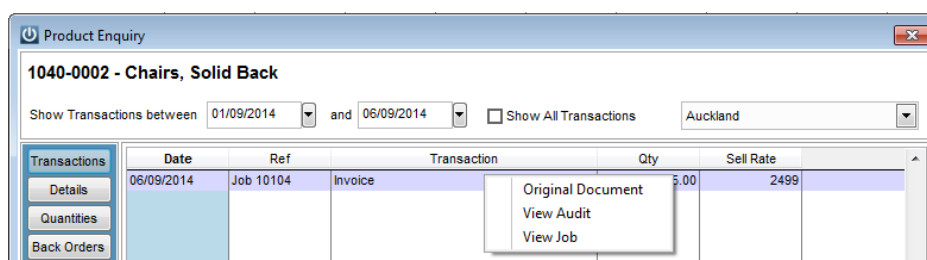 Product Enquiry
1040-0002 - Chairs, Solid Back
Show Transactions between 01/09/2014 and 06/09/2014 Show All Transactions Auckland
Transactions Date Ref Transaction Qty Sell Rate
06/09/2014 Job 10104 Invoice 5.00 2499
Details Original Document
Quantities View Audit
Back Orders View Job